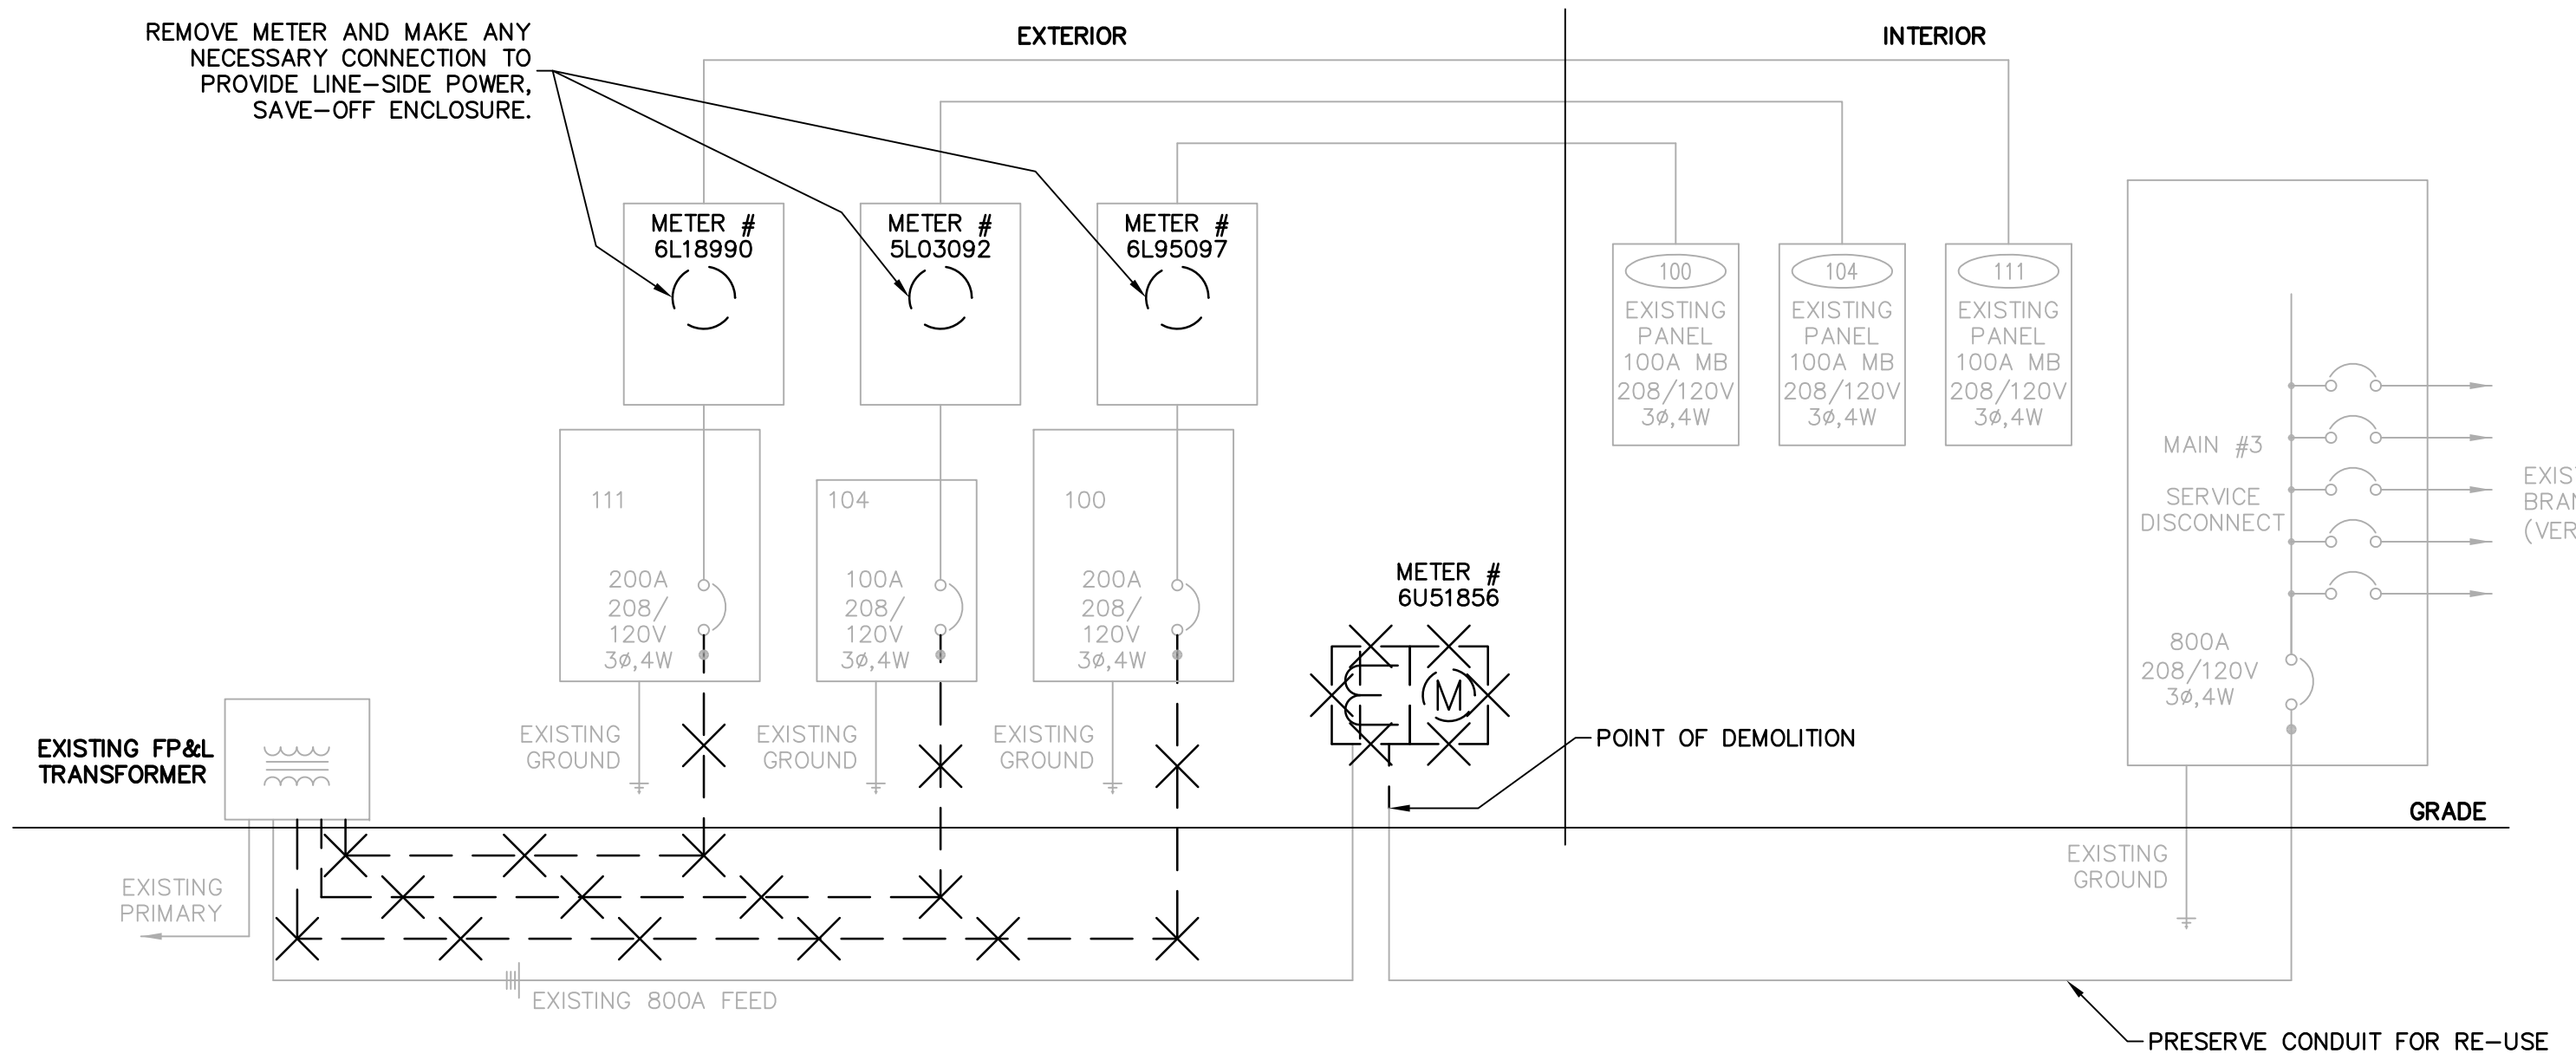 REMOVE METER AND MAKE ANY
NECESSARY CONNECTION TO
PROVIDE LINE-SIDE POWER,
SAVE-OFF ENCLOSURE.
EXTERIOR
INTERIOR
METER #
6L18990
METER #
5L03092
METER #
6L95097
100
EXISTING
PANEL
100A MB
208/120V
3ø,4W
104
EXISTING
PANEL
100A MB
208/120V
3ø,4W
111
EXISTING
PANEL
100A MB
208/120V
3ø,4W
MAIN #3
SERVICE
DISCONNECT
800A
208/120V
3ø,4W
111
200A
208/
120V
3ø,4W
104
100A
208/
120V
3ø,4W
100
200A
208/
120V
3ø,4W
METER #
6U51856
M
EXISTING
GROUND
EXISTING
GROUND
EXISTING
GROUND
POINT OF DEMOLITION
EXISTING FP&L
TRANSFORMER
GRADE
EXISTING
PRIMARY
EXISTING
GROUND
EXISTING 800A FEED
PRESERVE CONDUIT FOR RE-USE